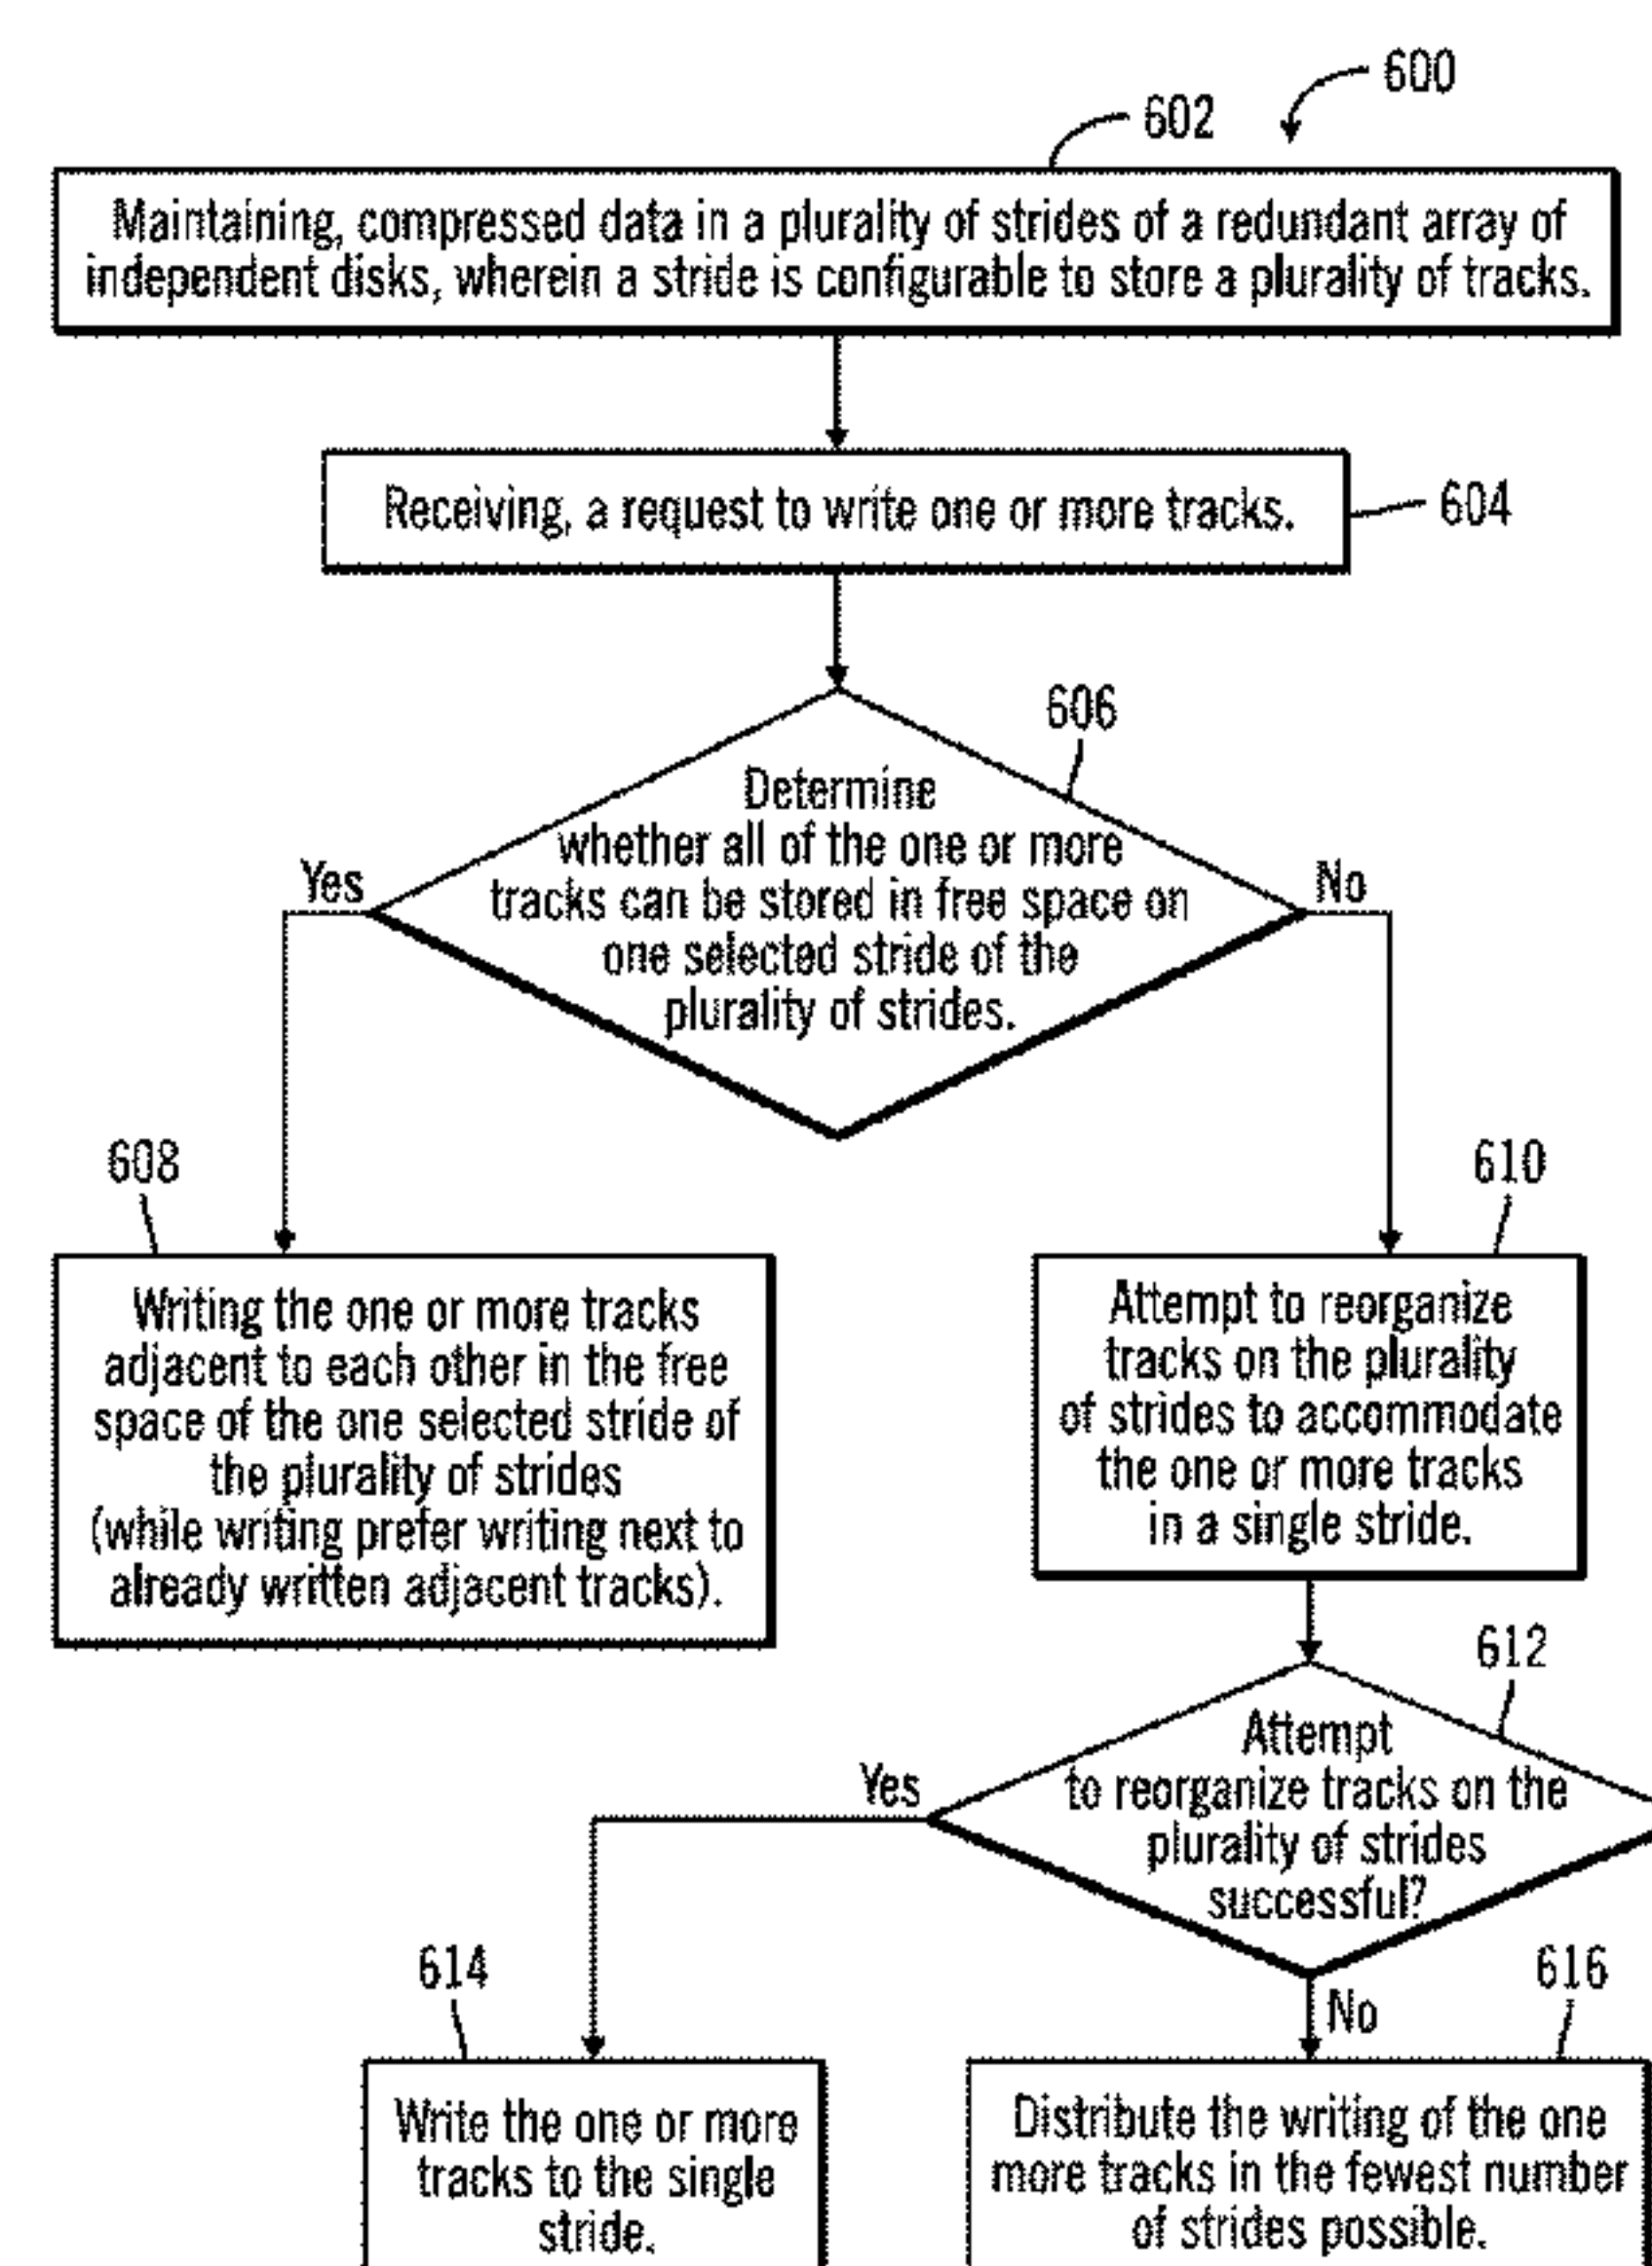 600
602
Maintaining, compressed data in a plurality of strides of a redundant array of
independent disks, wherein a stride is configurable to store a plurality of tracks.
Receiving, a request to write one or more tracks.
604
606
Determine
whether all of the one or more
tracks can be stored in free space on
one selected stride of the
plurality of strides.
Yes
No
608
Writing the one or more tracks
adjacent to each other in the free
space of the one selected stride of
the plurality of strides
(while writing prefer writing next to
already written adjacent tracks).
610
Attempt to reorganize
tracks on the plurality
of strides to accommodate
the one or more tracks
in a single stride.
612
Attempt
to reorganize tracks on the
plurality of strides
successful?
Yes
No
614
Write the one or more
tracks to the single
stride.
616
Distribute the writing of the one
more tracks in the fewest number
of strides possible.